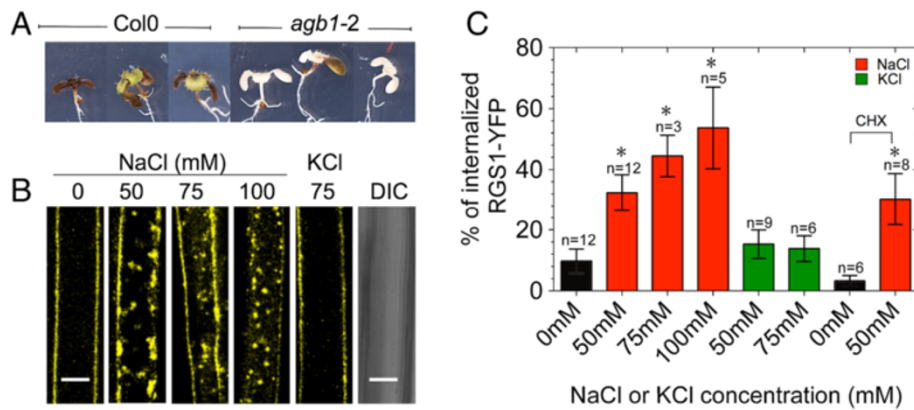 A
Col0
agb1-2
B
NaCl (mM)
KCl
0
50
75
100
75
DIC
C
% of internalized
RGS1-YFP
80
60
40
20
0
NaCl
KCl
CHX
n=12
*
n=12
*
n=3
*
n=5
n=9
n=6
n=6
*
n=8
0mM
50mM
75mM
100mM
50mM
75mM
0mM
50mM
NaCl or KCl concentration (mM)